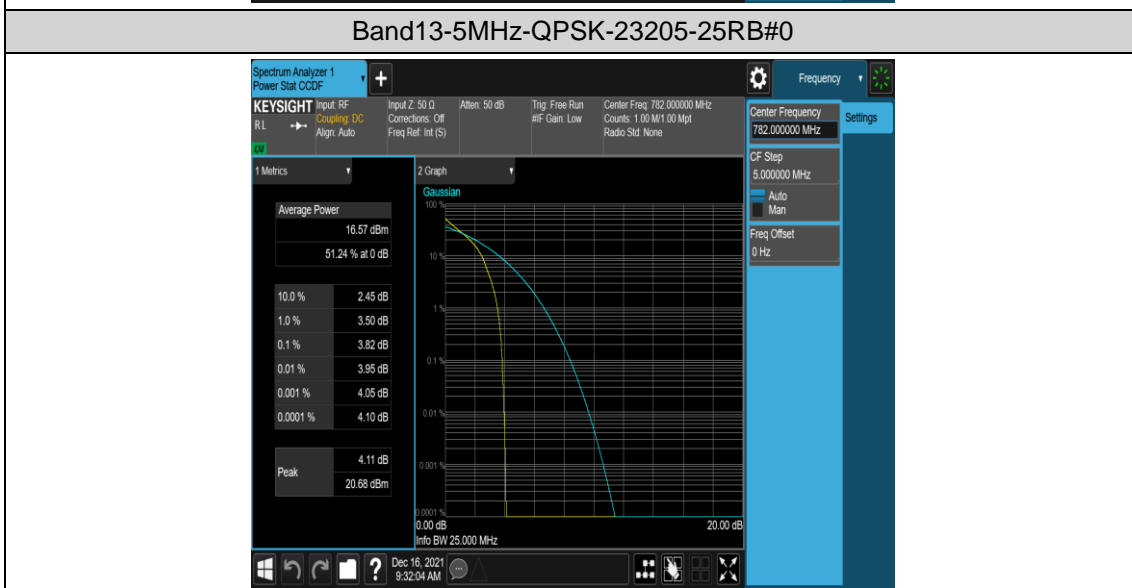 Band13-5MHz-QPSK-23205-25RB#0
Spectrum Analyzer 1
Power Stat CCDF
Frequency
KEYSIGHT
RL
LXI
Input: RF
Coupling: DC
Align: Auto
Input Z: 50 Ω
Corrections: Off
Freq Ref: Int (S)
Atten: 50 dB
Trig: Free Run
#IF Gain: Low
Center Freq: 782.000000 MHz
Counts: 1.00 M/1.00 Mpt
Radio Std: None
Center Frequency
782.000000 MHz
Settings
CF Step
5.000000 MHz
Auto
Man
Freq Offset
0 Hz
1 Metrics
Average Power
16.57 dBm
51.24 % at 0 dB
10.0 % 2.45 dB
1.0 % 3.50 dB
0.1 % 3.82 dB
0.01 % 3.95 dB
0.001 % 4.05 dB
0.0001 % 4.10 dB
Peak
4.11 dB
20.68 dBm
2 Graph
Gaussian
100 %
10 %
1 %
0.1 %
0.01 %
0.001 %
0.0001 %
0.00 dB 20.00 dB
Info BW 25.000 MHz
Dec 16, 2021
9:32:04 AM